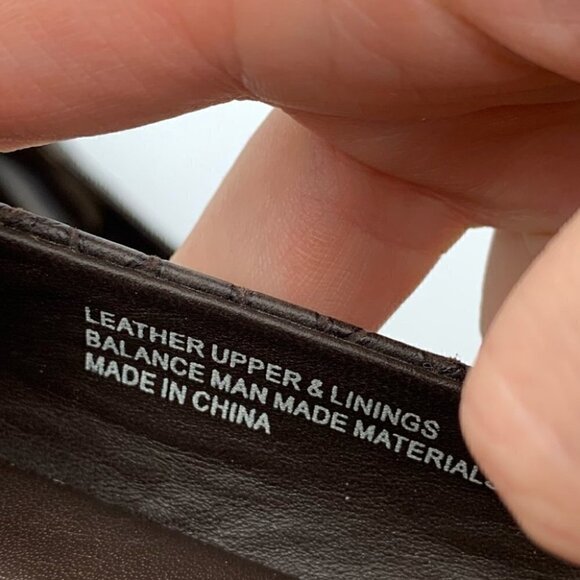 LEATHER UPPER & LININGS
BALANCE MAN MADE MATERIALS
MADE IN CHINA